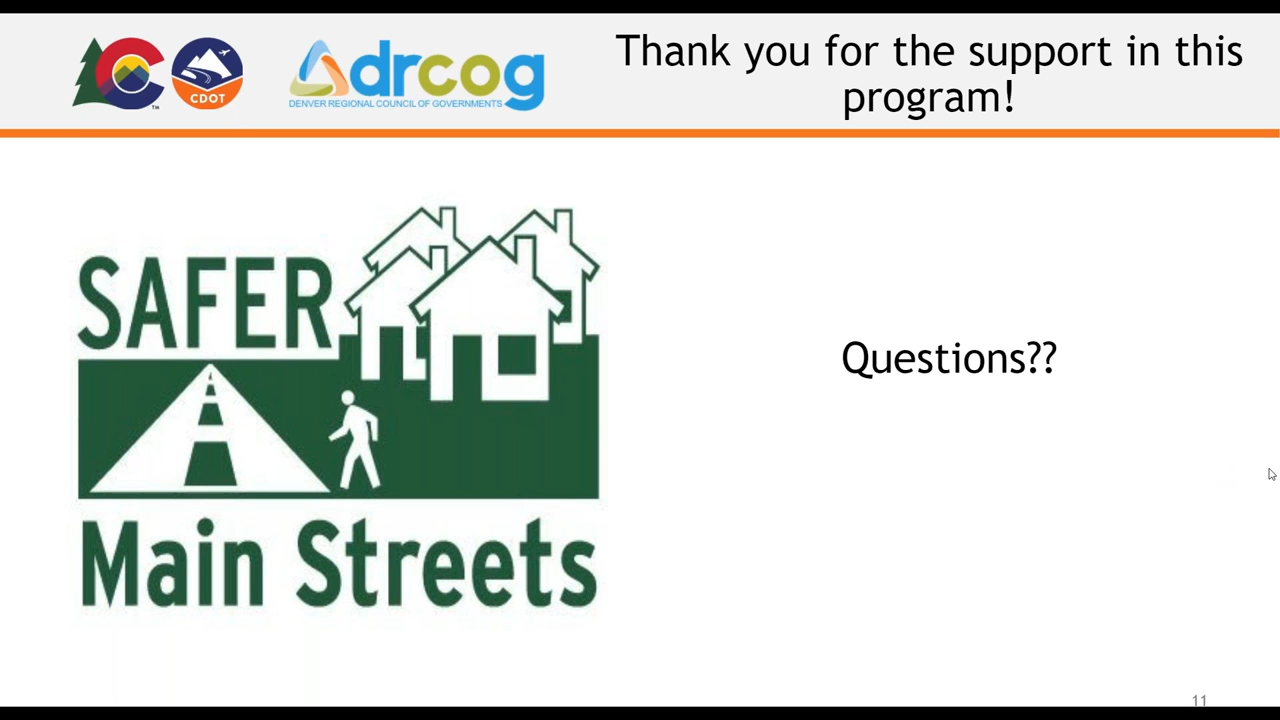 CDOT
TM
drcog
DENVER REGIONAL COUNCIL OF GOVERNMENTS
Thank you for the support in this
program!
SAFER
Main Streets
Questions??
11